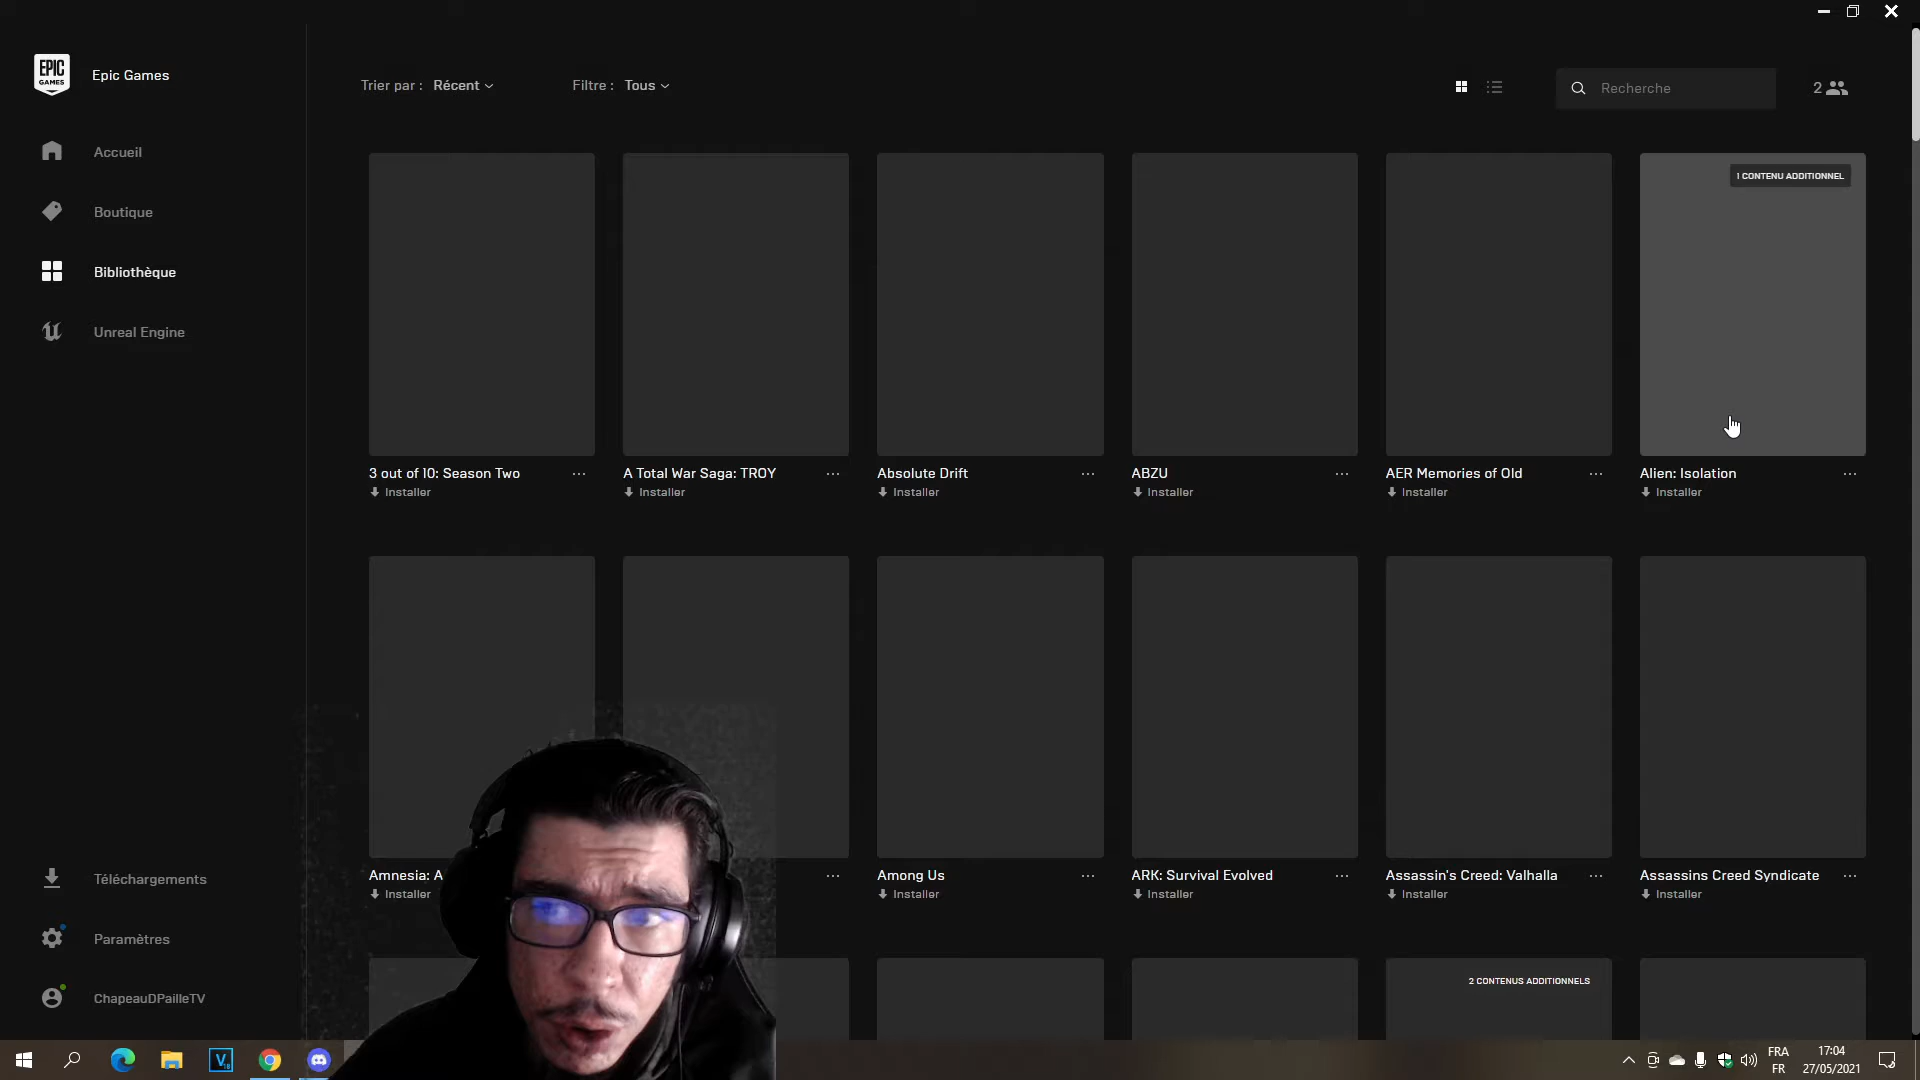 EPIC
GAMES
Epic Games
Accueil
Boutique
Bibliothèque
Unreal Engine
Téléchargements
Paramètres
ChapeauDPailleTV
Trier par : Récent
Filtre : Tous
Recherche
2
1 CONTENU ADDITIONNEL
3 out of 10: Season Two
Installer
A Total War Saga: TROY
Installer
Absolute Drift
Installer
ABZU
Installer
AER Memories of Old
Installer
Alien: Isolation
Installer
Amnesia: A
Installer
Among Us
Installer
ARK: Survival Evolved
Installer
Assassin's Creed: Valhalla
Installer
Assassins Creed Syndicate
Installer
2 CONTENUS ADDITIONNELS
FRA
FR
17:04
27/05/2021